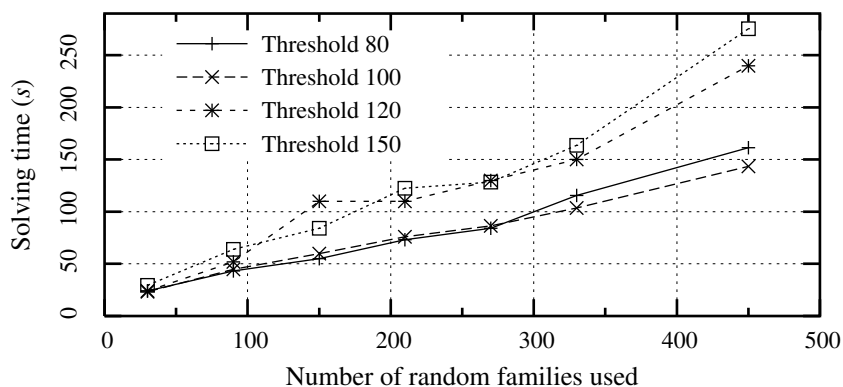 Solving time (s)
250
200
150
100
50
0
Threshold 80
Threshold 100
Threshold 120
Threshold 150
0 100 200 300 400 500
Number of random families used